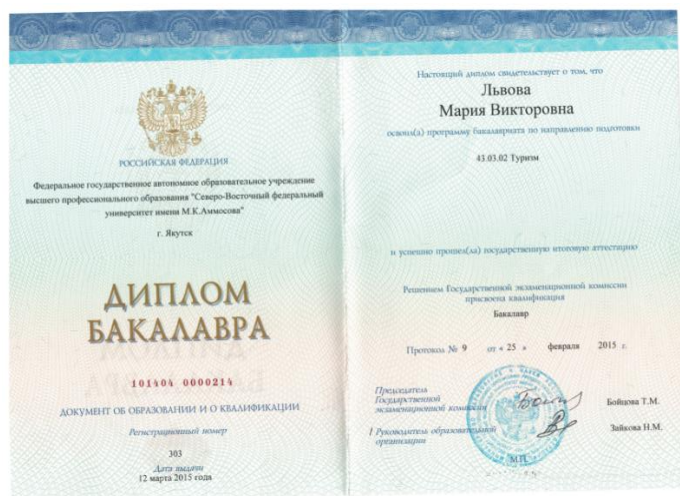 РОССИЙСКАЯ ФЕДЕРАЦИЯ
Федеральное государственное автономное образовательное учреждение
высшего профессионального образования "Северо-Восточный федеральный
университет имени М.К.Аммосова"
г. Якутск
ДИПЛОМ
БАКАЛАВРА
101404 0000214
ДОКУМЕНТ ОБ ОБРАЗОВАНИИ И О КВАЛИФИКАЦИИ
Регистрационный номер
303
Дата выдачи
12 марта 2015 года
Настоящий диплом свидетельствует о том, что
Львова
Мария Викторовна
освоил(а) программу бакалавриата по направлению подготовки
43.03.02 Туризм
и успешно прошел(ла) государственную итоговую аттестацию
Решением Государственной экзаменационной комиссии
присвоена квалификация
Бакалавр
Протокол № 9 от « 25 » февраля 2015 г.
Председатель
Государственной
экзаменационной комиссии
Бойцова Т.М.
Руководитель образовательной
организации
Зайкова Н.М.
М.П.